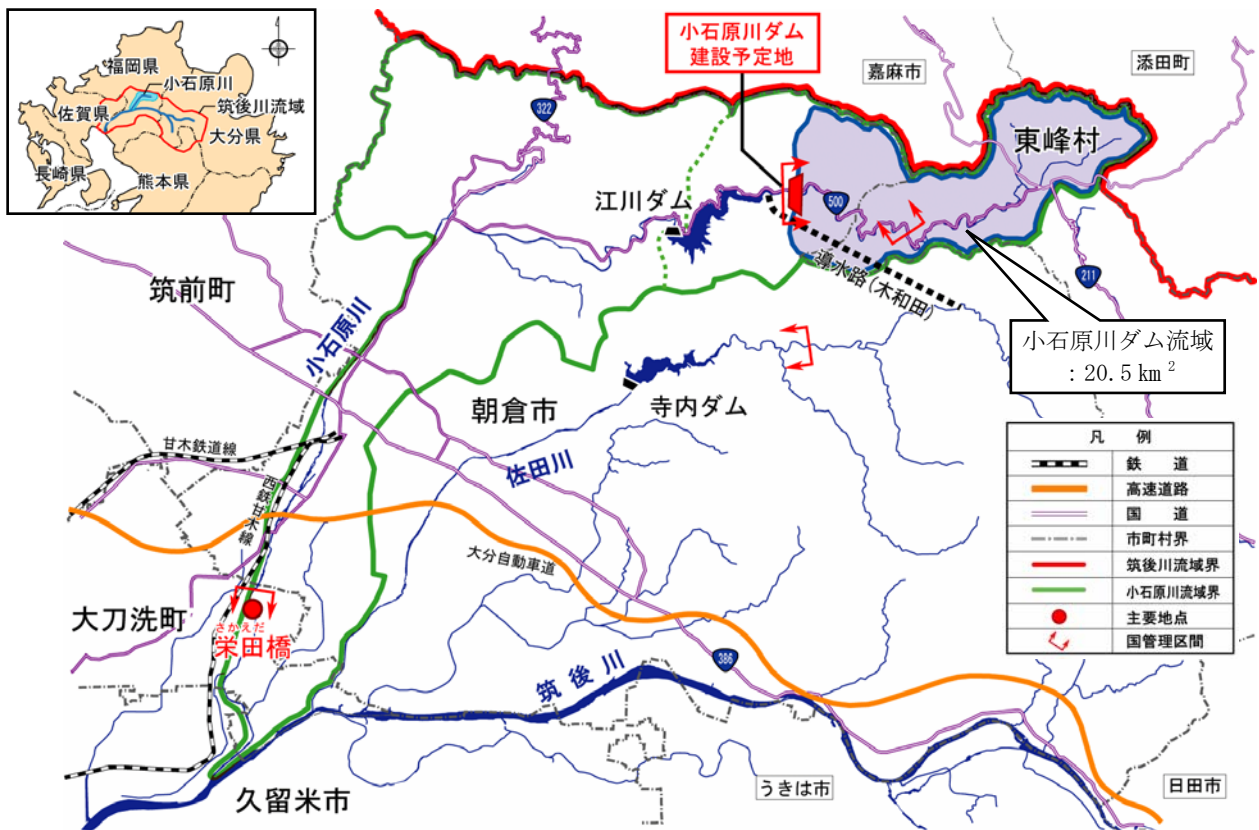 福岡県
小石原川
佐賀県
筑後川流域
大分県
長崎県
熊本県
小石原川ダム
建設予定地
嘉麻市
添田町
322
東峰村
江川ダム
500
導水路(木和田)
211
筑前町
小石原川
小石原川ダム流域
:20.5km²
朝倉市
寺内ダム
甘木鉄道線
佐田川
西鉄甘木線
大分自動車道
大刀洗町
さかえだ
栄田橋
386
筑後川
久留米市
うきは市
日田市
凡 例
鉄 道
高速道路
国 道
市町村界
筑後川流域界
小石原川流域界
主要地点
国管理区間